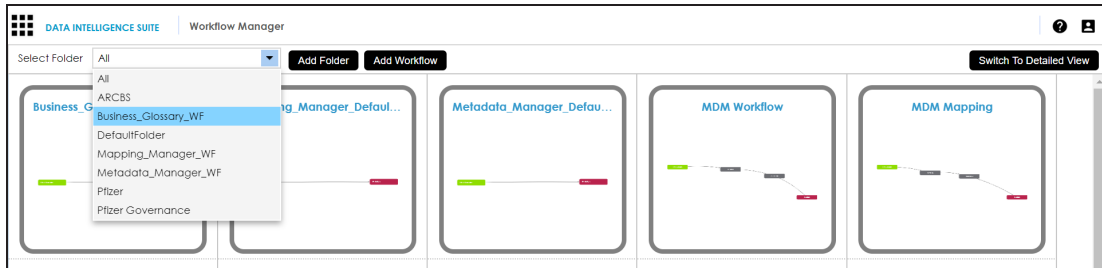 DATA INTELLIGENCE SUITE Workflow Manager
Select Folder All Add Folder Add Workflow Switch To Detailed View
All
ARCBS
Business_Glossary_WF
DefaultFolder
Mapping_Manager_WF
Metadata_Manager_WF
Pfizer
Pfizer Governance
Business_G ng_Manager_Defaul... Metadata_Manager_Defau... MDM Workflow MDM Mapping